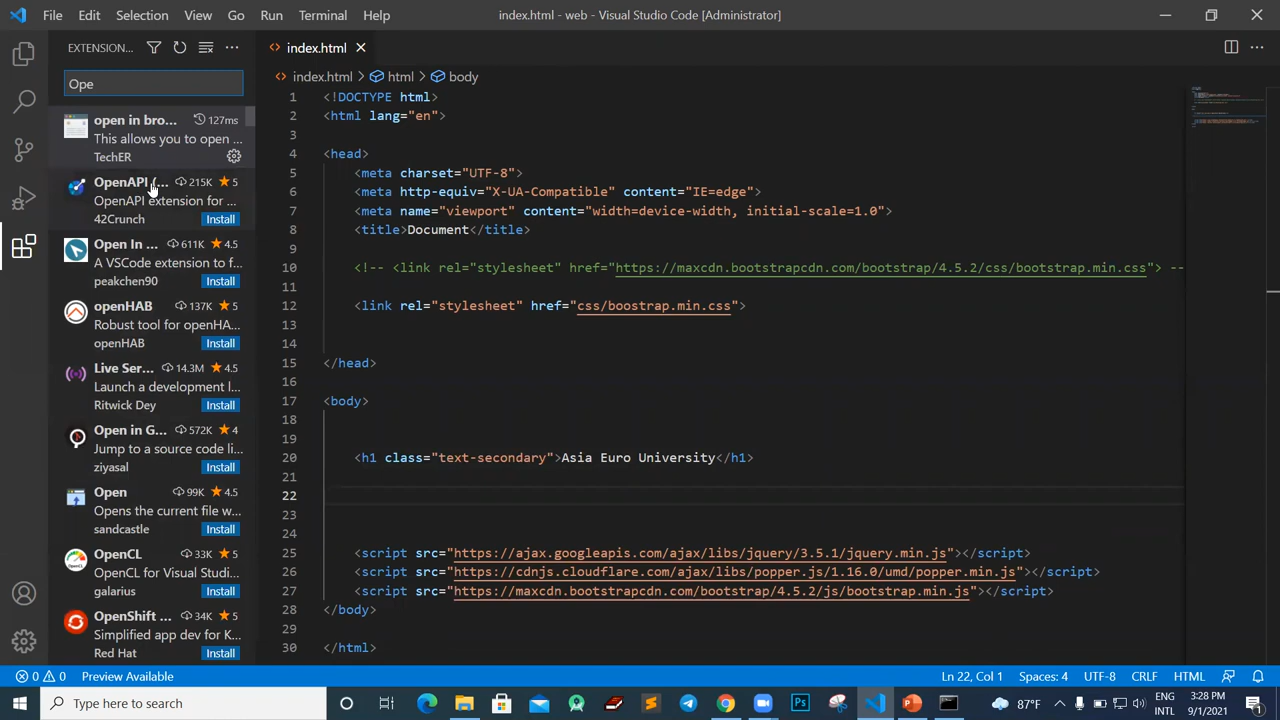 File Edit Selection View Go Run Terminal Help
index.html - web - Visual Studio Code [Administrator]
EXTENSION...
index.html
Ope
index.html > html > body
open in bro... 127ms
This allows you to open ...
TechER
OpenAPI (... 215K 5
OpenAPI extension for ...
42Crunch Install
Open In ... 611K 4.5
A VSCode extension to f...
peakchen90 Install
openHAB 137K 5
Robust tool for openHA...
openHAB Install
Live Ser... 14.3M 4.5
Launch a development l...
Ritwick Dey Install
Open in G... 572K 4
Jump to a source code li...
ziyasal Install
Open 99K 4.5
Opens the current file w...
sandcastle Install
OpenCL 33K 5
OpenCL for Visual Studi...
galarius Install
OpenShift ... 34K 5
Simplified app dev for K...
Red Hat Install
1 <!DOCTYPE html>
2 <html lang="en">
3
4 <head>
5 <meta charset="UTF-8">
6 <meta http-equiv="X-UA-Compatible" content="IE=edge">
7 <meta name="viewport" content="width=device-width, initial-scale=1.0">
8 <title>Document</title>
9
10 <!-- <link rel="stylesheet" href="https://maxcdn.bootstrapcdn.com/bootstrap/4.5.2/css/bootstrap.min.css"> --
11
12 <link rel="stylesheet" href="css/boostrap.min.css">
13
14
15 </head>
16
17 <body>
18
19
20 <h1 class="text-secondary">Asia Euro University</h1>
21
22
23
24
25 <script src="https://ajax.googleapis.com/ajax/libs/jquery/3.5.1/jquery.min.js"></script>
26 <script src="https://cdnjs.cloudflare.com/ajax/libs/popper.js/1.16.0/umd/popper.min.js"></script>
27 <script src="https://maxcdn.bootstrapcdn.com/bootstrap/4.5.2/js/bootstrap.min.js"></script>
28 </body>
29
30 </html>
0 0 Preview Available
Ln 22, Col 1 Spaces: 4 UTF-8 CRLF HTML
Type here to search
87°F
ENG
INTL
3:28 PM
9/1/2021